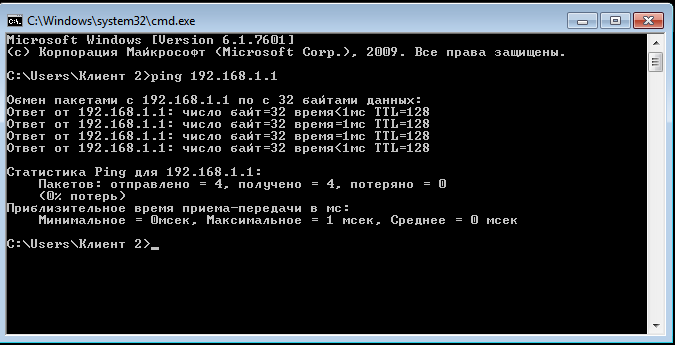 C:\Windows\system32\cmd.exe
Microsoft Windows [Version 6.1.7601]
(c) Корпорация Майкрософт (Microsoft Corp.), 2009. Все права защищены.
C:\Users\Клиент 2>ping 192.168.1.1
Обмен пакетами с 192.168.1.1 по с 32 байтами данных:
Ответ от 192.168.1.1: число байт=32 время<1мс TTL=128
Ответ от 192.168.1.1: число байт=32 время=1мс TTL=128
Ответ от 192.168.1.1: число байт=32 время=1мс TTL=128
Ответ от 192.168.1.1: число байт=32 время<1мс TTL=128
Статистика Ping для 192.168.1.1:
Пакетов: отправлено = 4, получено = 4, потеряно = 0
(0% потерь)
Приблизительное время приема-передачи в мс:
Минимальное = 0мсек, Максимальное = 1 мсек, Среднее = 0 мсек
C:\Users\Клиент 2>_